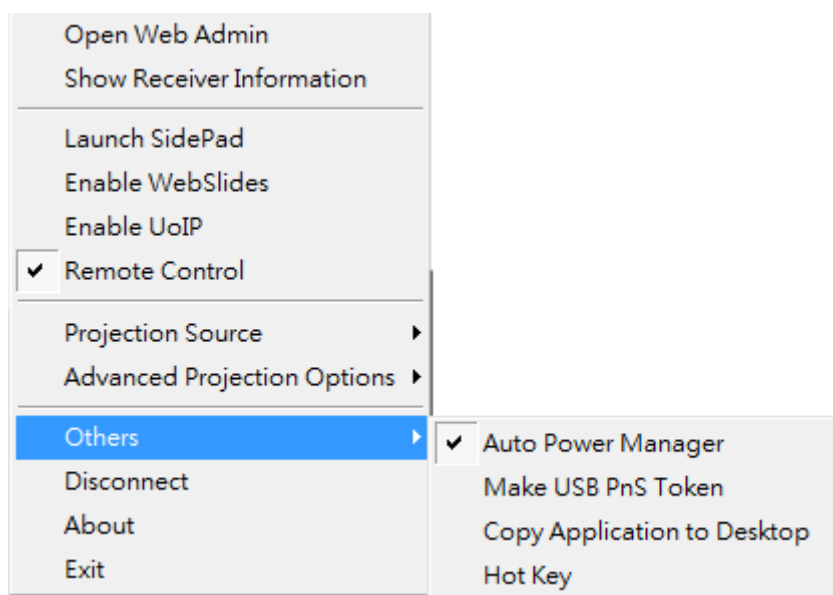 Open Web Admin
Show Receiver Information
Launch SidePad
Enable WebSlides
Enable UoIP
Remote Control
Projection Source
Advanced Projection Options
Others
Disconnect
About
Exit
Auto Power Manager
Make USB PnS Token
Copy Application to Desktop
Hot Key